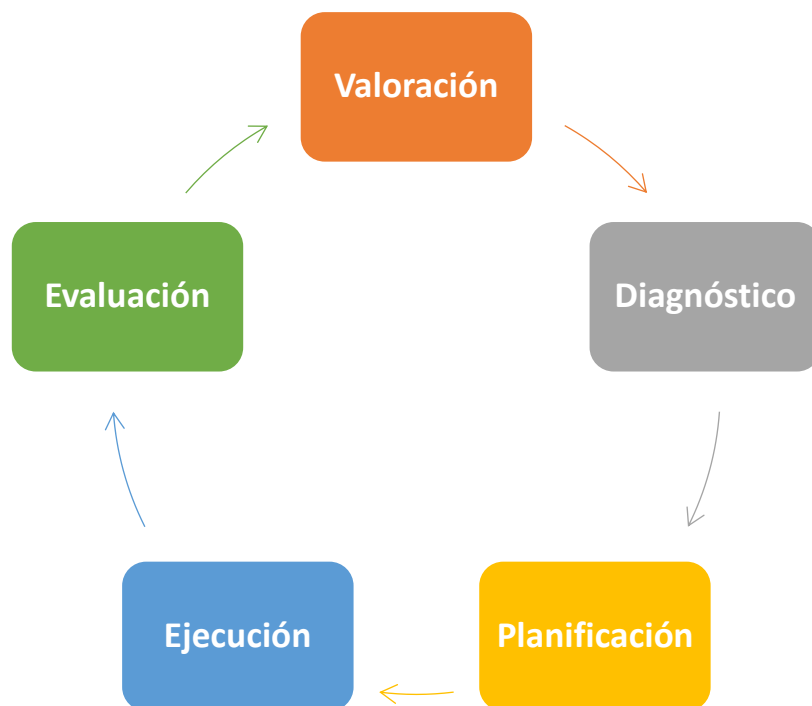 Valoración
Diagnóstico
Planificación
Ejecución
Evaluación